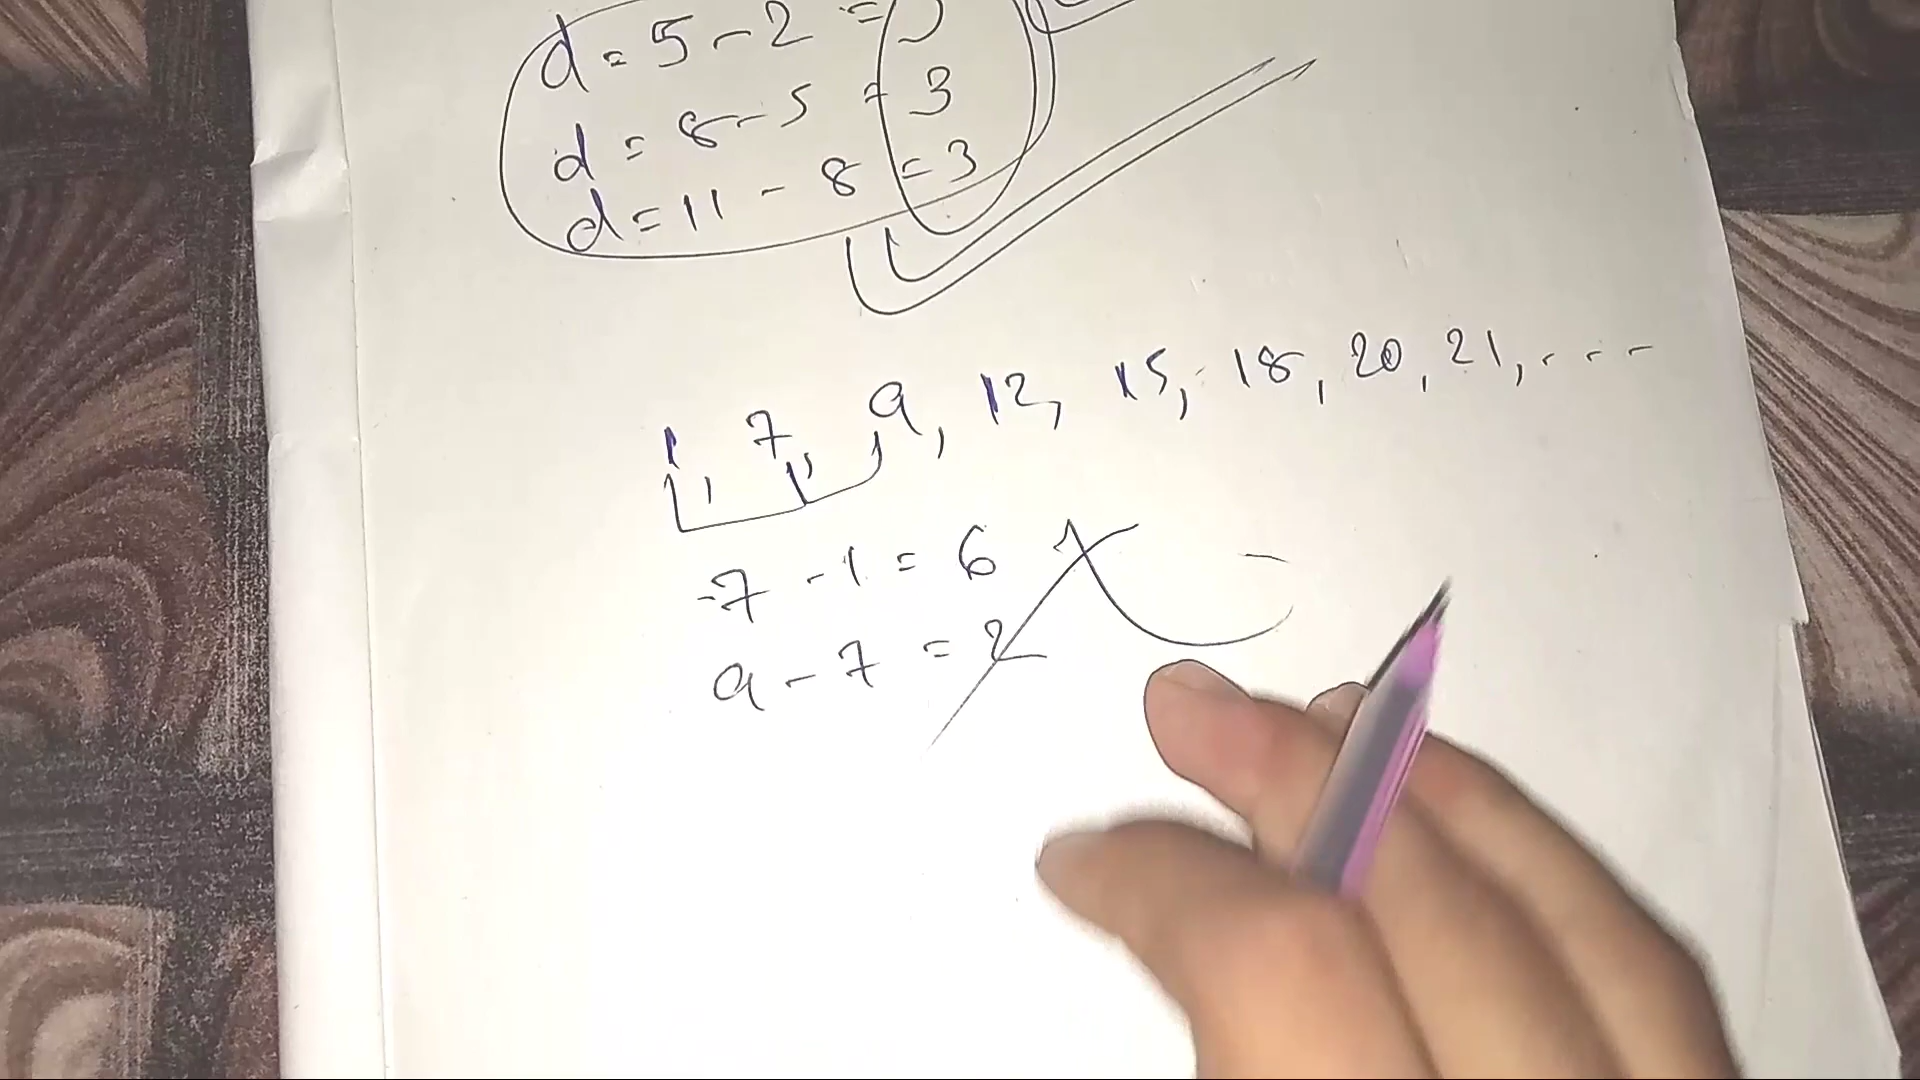 d = 5 - 2 = 3
d = 8 - 5 = 3
d = 11 - 8 = 3
1, 7, 9, 12, 15, 18, 20, 21, ....
7 - 1 = 6
9 - 7 = 2